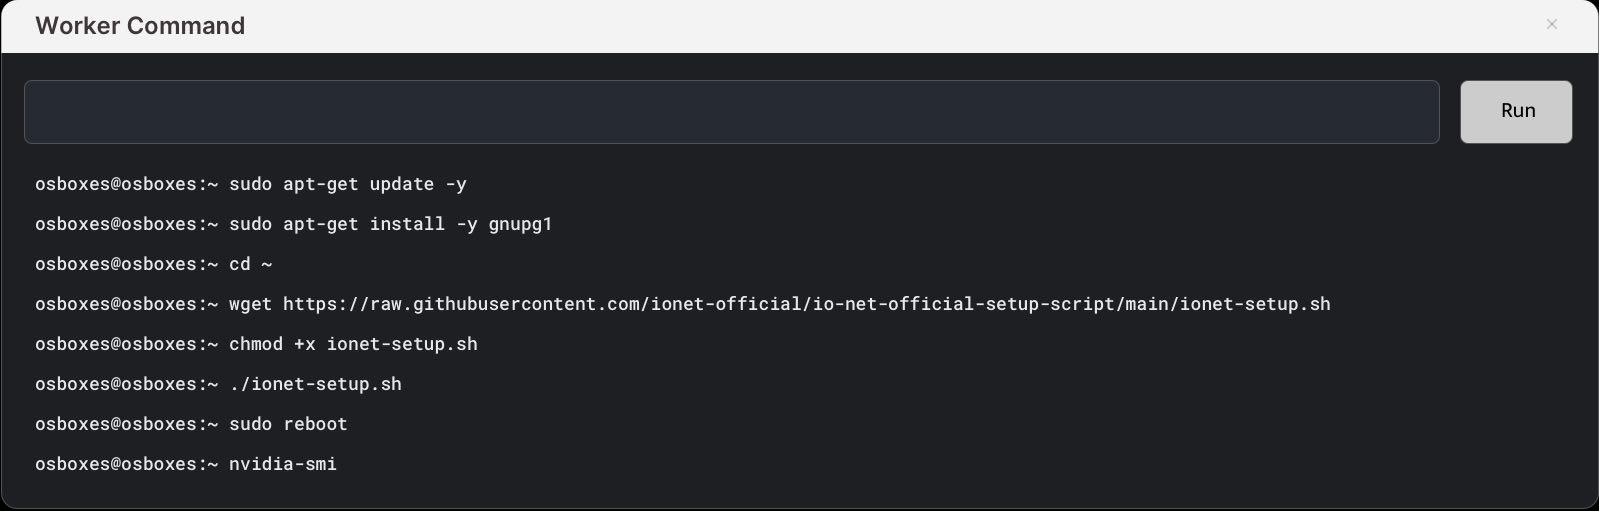 Worker Command
×
Run
osboxes@osboxes:~ sudo apt-get update -y
osboxes@osboxes:~ sudo apt-get install -y gnupg1
osboxes@osboxes:~ cd ~
osboxes@osboxes:~ wget https://raw.githubusercontent.com/ionet-official/io-net-official-setup-script/main/ionet-setup.sh
osboxes@osboxes:~ chmod +x ionet-setup.sh
osboxes@osboxes:~ ./ionet-setup.sh
osboxes@osboxes:~ sudo reboot
osboxes@osboxes:~ nvidia-smi